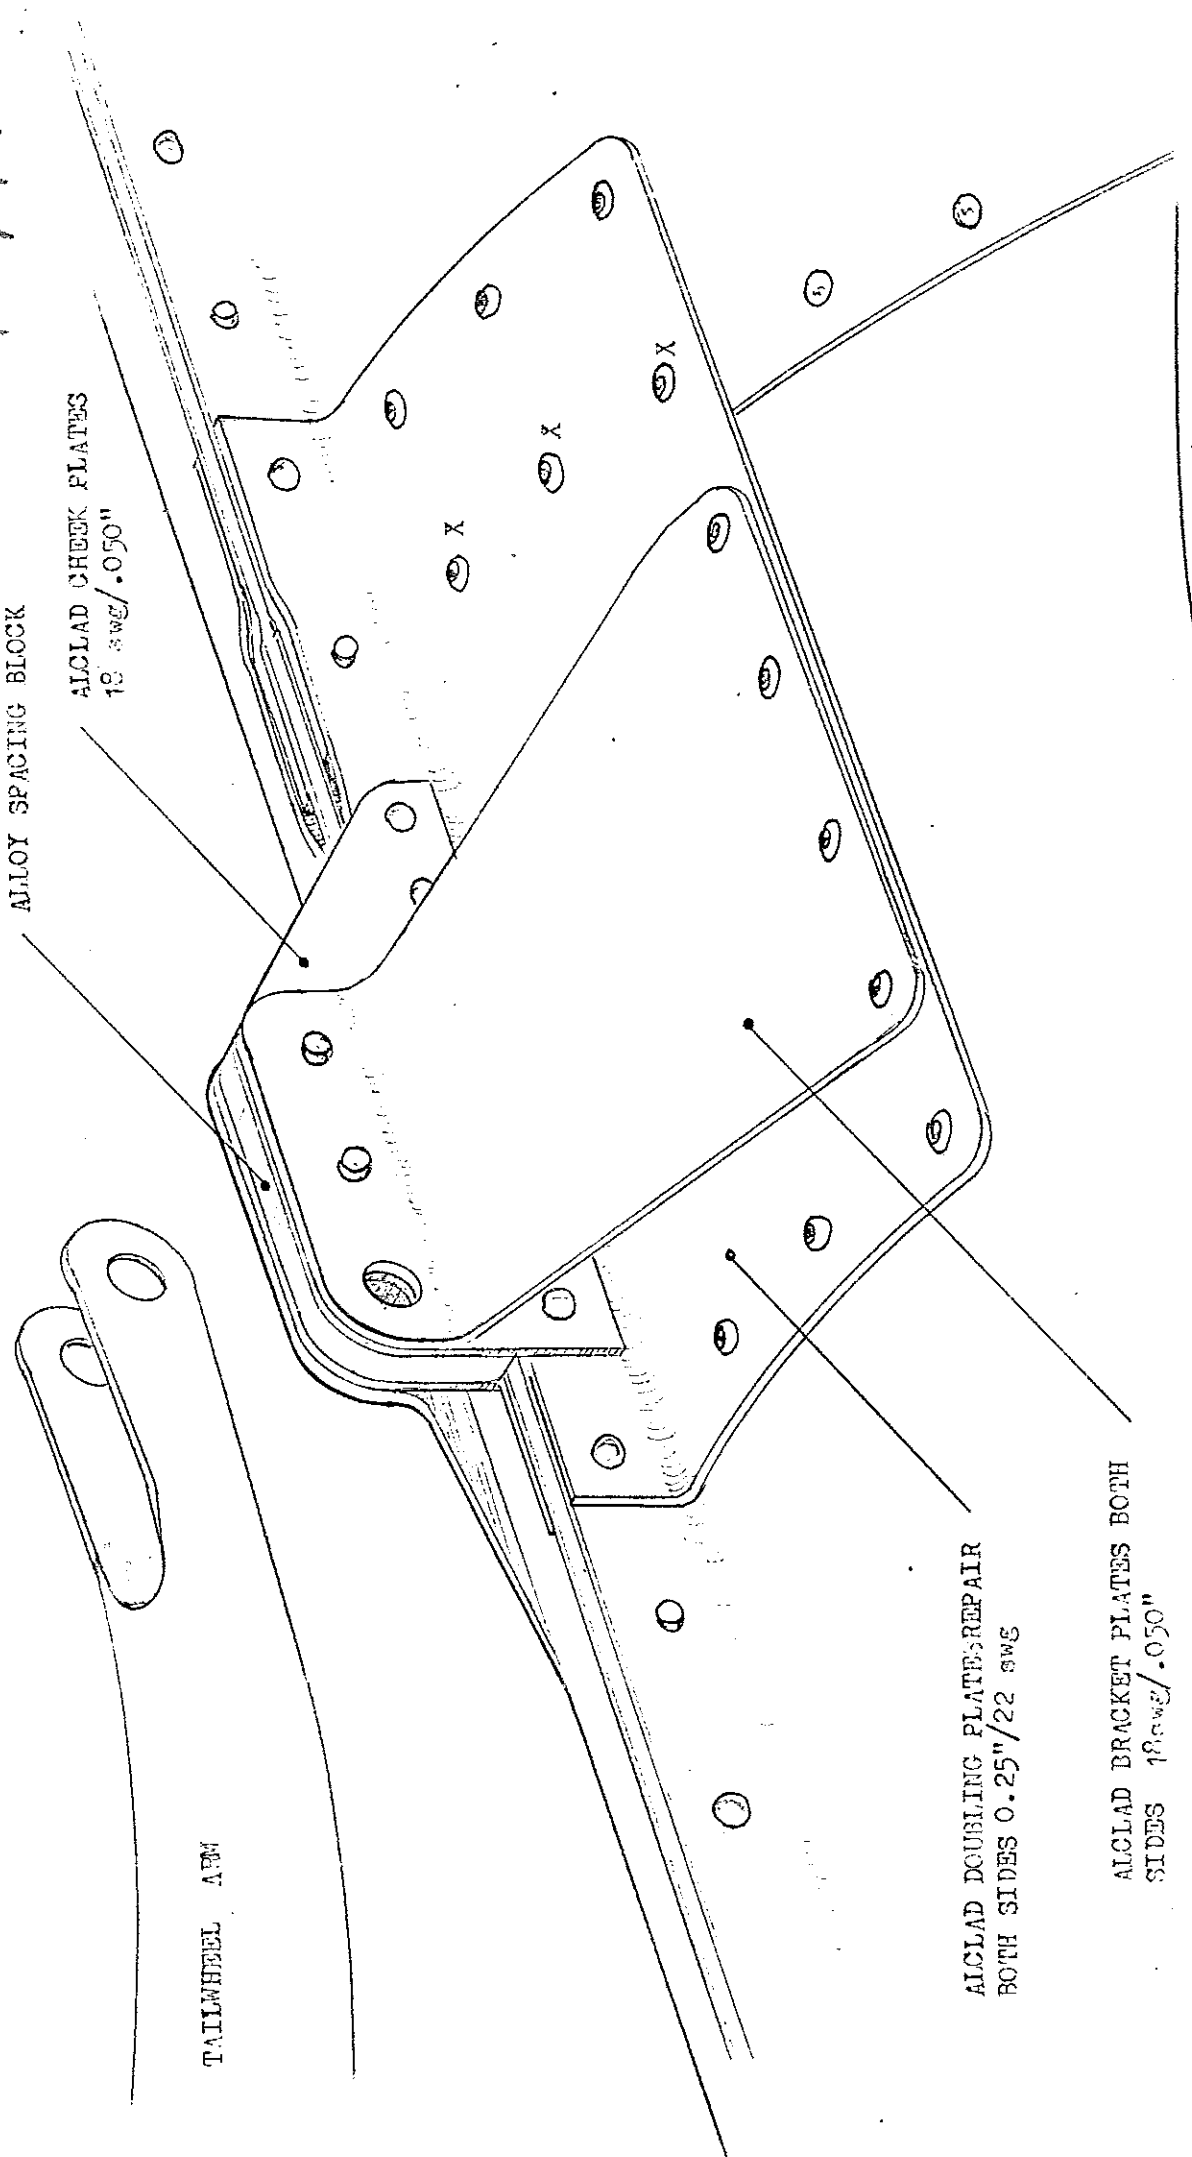 ALLOY SPACING BLOCK
ALCLAD CHEEK PLATES
18 swg/.050"
X
X
X
TAILWHEEL ARM
ALCLAD DOUBLING PLATES REPAIR
BOTH SIDES 0.25"/22 swg
ALCLAD BRACKET PLATES BOTH
SIDES 18swg/.050"